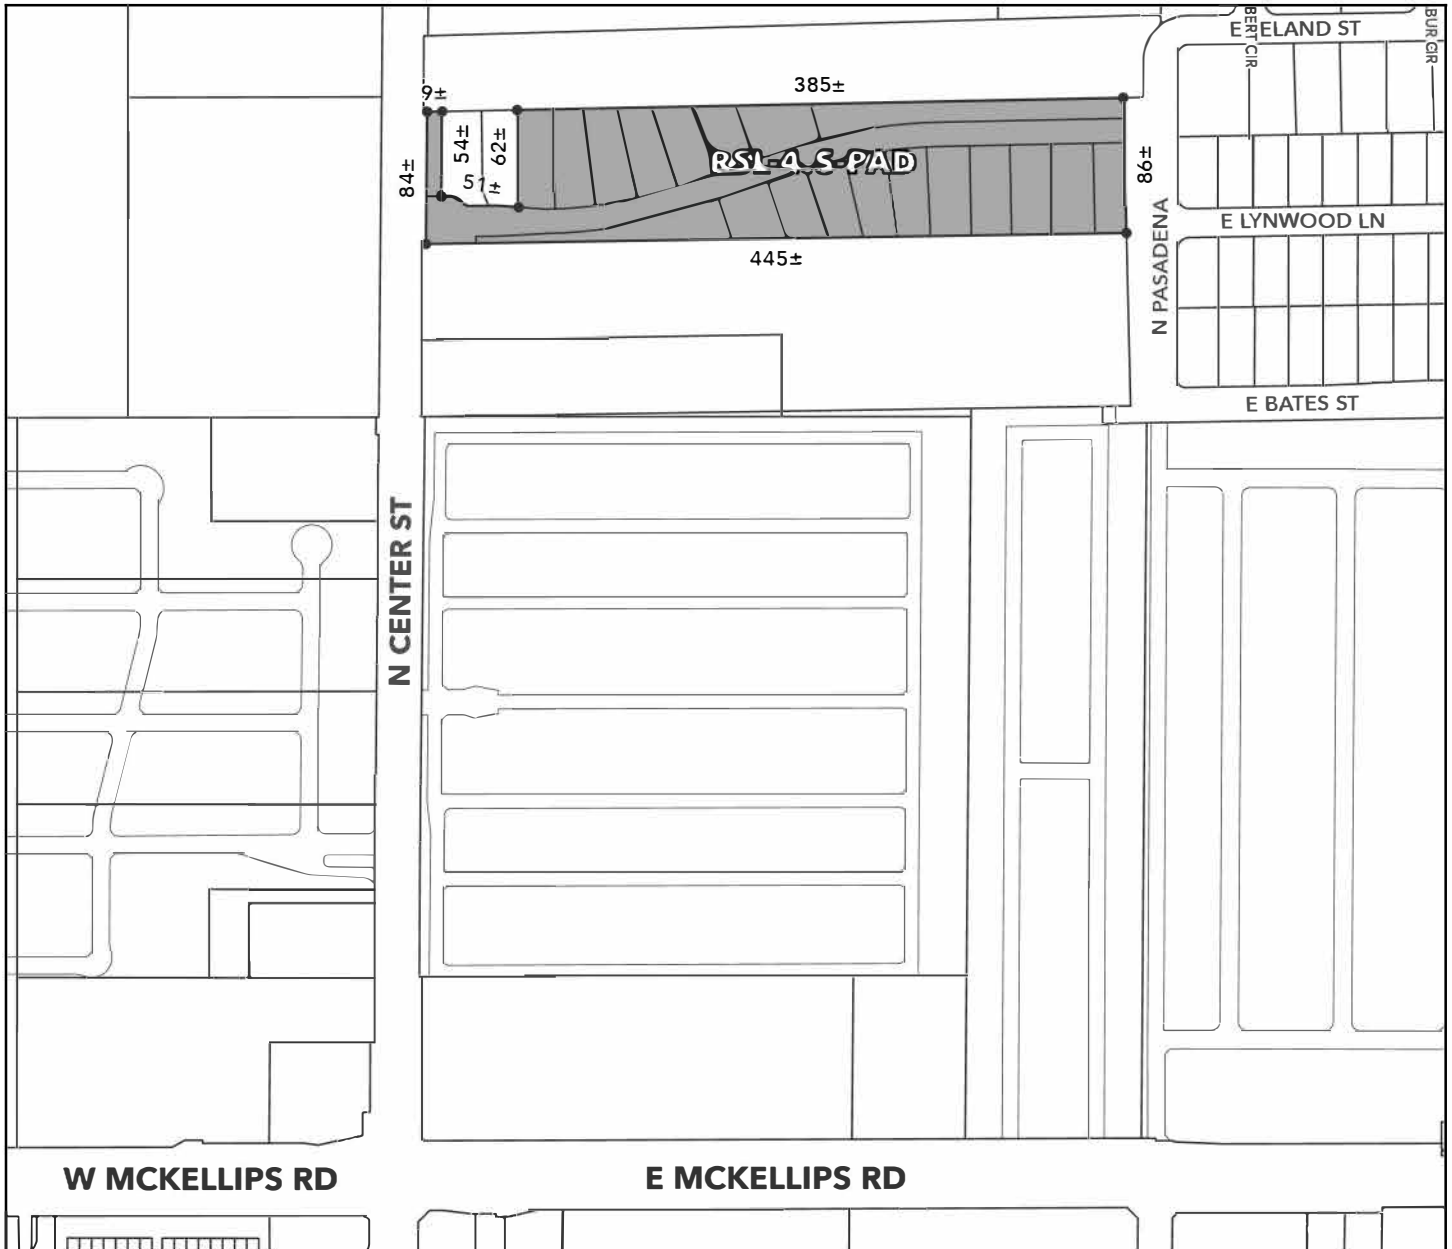 BERT CIR
BUR CIR
E
ELAND ST
385±
9±
54±
62±
51±
84±
RSL-4.5-PAD
86±
N PASADENA
E LYNWOOD LN
445±
E BATES ST
N CENTER ST
W MCKELLIPS RD
E MCKELLIPS RD